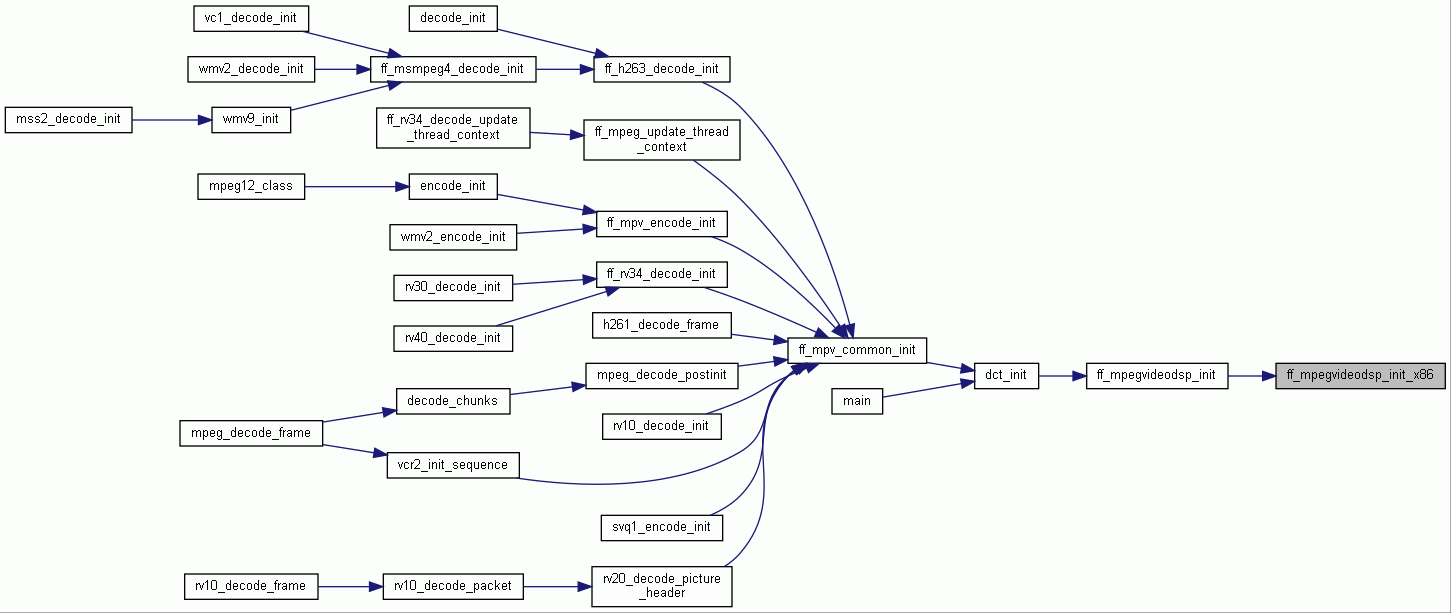 vc1_decode_init
decode_init
wmv2_decode_init
ff_msmpeg4_decode_init
ff_h263_decode_init
mss2_decode_init
wmv9_init
ff_rv34_decode_update
_thread_context
ff_mpeg_update_thread
_context
mpeg12_class
encode_init
ff_mpv_encode_init
wmv2_encode_init
rv30_decode_init
ff_rv34_decode_init
rv40_decode_init
h261_decode_frame
ff_mpv_common_init
mpeg_decode_postinit
dct_init
ff_mpegvideodsp_init
ff_mpegvideodsp_init_x86
decode_chunks
main
rv10_decode_init
mpeg_decode_frame
vcr2_init_sequence
svq1_encode_init
rv10_decode_frame
rv10_decode_packet
rv20_decode_picture
_header